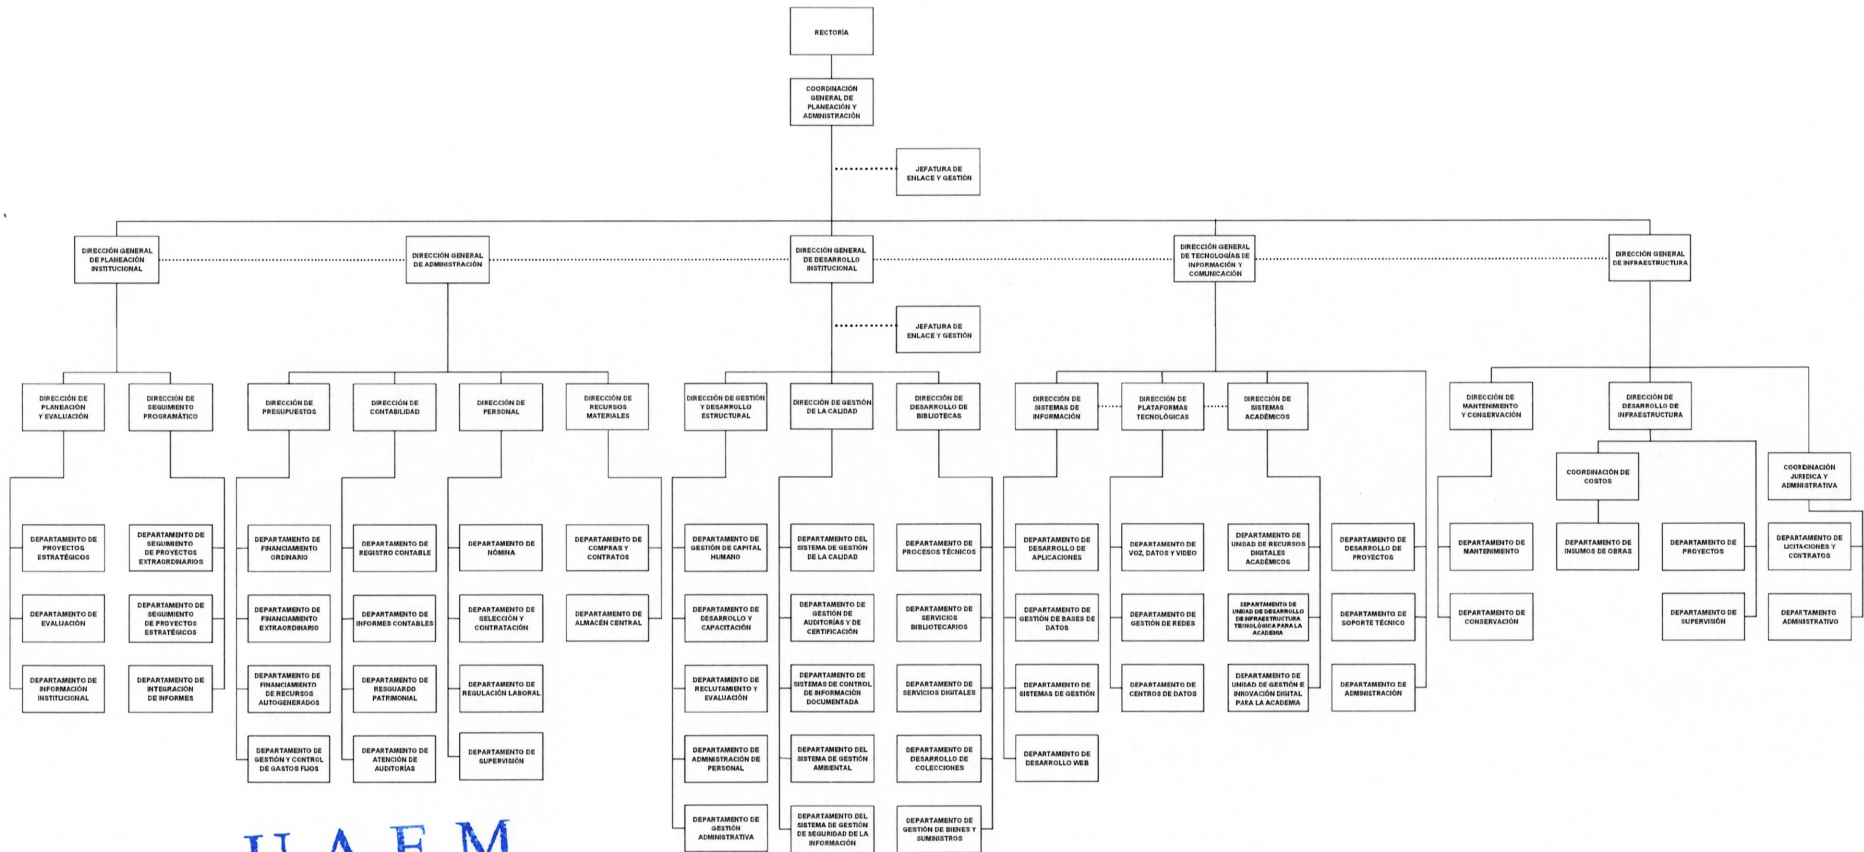 RECTORÍA
COORDINACIÓN
GENERAL DE
PLANEACIÓN Y
ADMINISTRACIÓN
JEFATURA DE
ENLACE Y GESTIÓN
DIRECCIÓN GENERAL
DE PLANEACIÓN
INSTITUCIONAL
DIRECCIÓN GENERAL
DE ADMINISTRACIÓN
DIRECCIÓN GENERAL
DE DESARROLLO
INSTITUCIONAL
DIRECCIÓN GENERAL
DE TECNOLOGÍAS DE
INFORMACIÓN Y
COMUNICACIÓN
DIRECCIÓN GENERAL
DE INFRAESTRUCTURA
JEFATURA DE
ENLACE Y GESTIÓN
DIRECCIÓN DE
PLANEACIÓN
Y EVALUACIÓN
DIRECCIÓN DE
SEGUIMIENTO
PROGRAMÁTICO
DIRECCIÓN DE
PRESUPUESTOS
DIRECCIÓN DE
CONTABILIDAD
DIRECCIÓN DE
PERSONAL
DIRECCIÓN DE
RECURSOS
MATERIALES
DIRECCIÓN DE GESTIÓN
Y DESARROLLO
ESTRUCTURAL
DIRECCIÓN DE GESTIÓN
DE LA CALIDAD
DIRECCIÓN DE
DESARROLLO DE
BIBLIOTECAS
DIRECCIÓN DE
SISTEMAS DE
INFORMACIÓN
DIRECCIÓN DE
PLATAFORMAS
TECNOLÓGICAS
DIRECCIÓN DE
SISTEMAS
ACADÉMICOS
DIRECCIÓN DE
MANTENIMIENTO
Y CONSERVACIÓN
DIRECCIÓN DE
DESARROLLO DE
INFRAESTRUCTURA
COORDINACIÓN DE
COSTOS
COORDINACIÓN
JURIDICA Y
ADMINISTRATIVA
DEPARTAMENTO DE
PROYECTOS
ESTRATÉGICOS
DEPARTAMENTO DE
SEGUIMIENTO
DE PROYECTOS
EXTRAORDINARIOS
DEPARTAMENTO DE
FINANCIAMIENTO
ORDINARIO
DEPARTAMENTO DE
REGISTRO CONTABLE
DEPARTAMENTO DE
NÓMINA
DEPARTAMENTO DE
COMPRAS Y
CONTRATOS
DEPARTAMENTO DE
GESTIÓN DE CAPITAL
HUMANO
DEPARTAMENTO DEL
SISTEMA DE GESTIÓN
DE LA CALIDAD
DEPARTAMENTO DE
PROCESOS TÉCNICOS
DEPARTAMENTO DE
DESARROLLO DE
APLICACIONES
DEPARTAMENTO DE
VOZ, DATOS Y VIDEO
DEPARTAMENTO DE
UNIDAD DE RECURSOS
DIGITALES
ACADÉMICOS
DEPARTAMENTO DE
DESARROLLO DE
PROYECTOS
DEPARTAMENTO DE
MANTENIMIENTO
DEPARTAMENTO DE
INSUMOS DE OBRAS
DEPARTAMENTO DE
PROYECTOS
DEPARTAMENTO DE
LICITACIONES Y
CONTRATOS
DEPARTAMENTO DE
EVALUACIÓN
DEPARTAMENTO DE
SEGUIMIENTO
DE PROYECTOS
ESTRATÉGICOS
DEPARTAMENTO DE
FINANCIAMIENTO
EXTRAORDINARIO
DEPARTAMENTO DE
INFORMES CONTABLES
DEPARTAMENTO DE
SELECCIÓN Y
CONTRATACIÓN
DEPARTAMENTO DE
ALMACÉN CENTRAL
DEPARTAMENTO DE
DESARROLLO Y
CAPACITACIÓN
DEPARTAMENTO DE
GESTIÓN DE
AUDITORÍAS Y DE
CERTIFICACIÓN
DEPARTAMENTO DE
SERVICIOS
BIBLIOTECARIOS
DEPARTAMENTO DE
GESTIÓN DE BASES DE
DATOS
DEPARTAMENTO DE
GESTIÓN DE REDES
DEPARTAMENTO DE
UNIDAD DE DESARROLLO
DE INFRAESTRUCTURA
TECNOLÓGICA PARA LA
ACADEMIA
DEPARTAMENTO DE
SOPORTE TÉCNICO
DEPARTAMENTO DE
CONSERVACIÓN
DEPARTAMENTO DE
SUPERVISIÓN
DEPARTAMENTO
ADMINISTRATIVO
DEPARTAMENTO DE
INFORMACIÓN
INSTITUCIONAL
DEPARTAMENTO DE
INTEGRACIÓN
DE INFORMES
DEPARTAMENTO DE
FINANCIAMIENTO
DE RECURSOS
AUTOGENERADOS
DEPARTAMENTO DE
RESGUARDO
PATRIMONIAL
DEPARTAMENTO DE
REGULACIÓN LABORAL
DEPARTAMENTO DE
RECLUTAMIENTO Y
EVALUACIÓN
DEPARTAMENTO DE
SISTEMAS DE CONTROL
DE INFORMACIÓN
DOCUMENTADA
DEPARTAMENTO DE
SERVICIOS DIGITALES
DEPARTAMENTO DE
SISTEMAS DE GESTIÓN
DEPARTAMENTO DE
CENTROS DE DATOS
DEPARTAMENTO DE
UNIDAD DE GESTIÓN E
INNOVACIÓN DIGITAL
PARA LA ACADEMIA
DEPARTAMENTO DE
ADMINISTRACIÓN
DEPARTAMENTO DE
GESTIÓN Y CONTROL
DE GASTOS FIJOS
DEPARTAMENTO DE
ATENCIÓN DE
AUDITORÍAS
DEPARTAMENTO DE
SUPERVISIÓN
DEPARTAMENTO DE
ADMINISTRACIÓN DE
PERSONAL
DEPARTAMENTO DEL
SISTEMA DE GESTIÓN
AMBIENTAL
DEPARTAMENTO DE
DESARROLLO DE
COLECCIONES
DEPARTAMENTO DE
DESARROLLO WEB
DEPARTAMENTO DE
GESTIÓN
ADMINISTRATIVA
DEPARTAMENTO DEL
SISTEMA DE GESTIÓN
DE SEGURIDAD DE LA
INFORMACIÓN
DEPARTAMENTO DE
GESTIÓN DE BIENES Y
SUMINISTROS
UAEM